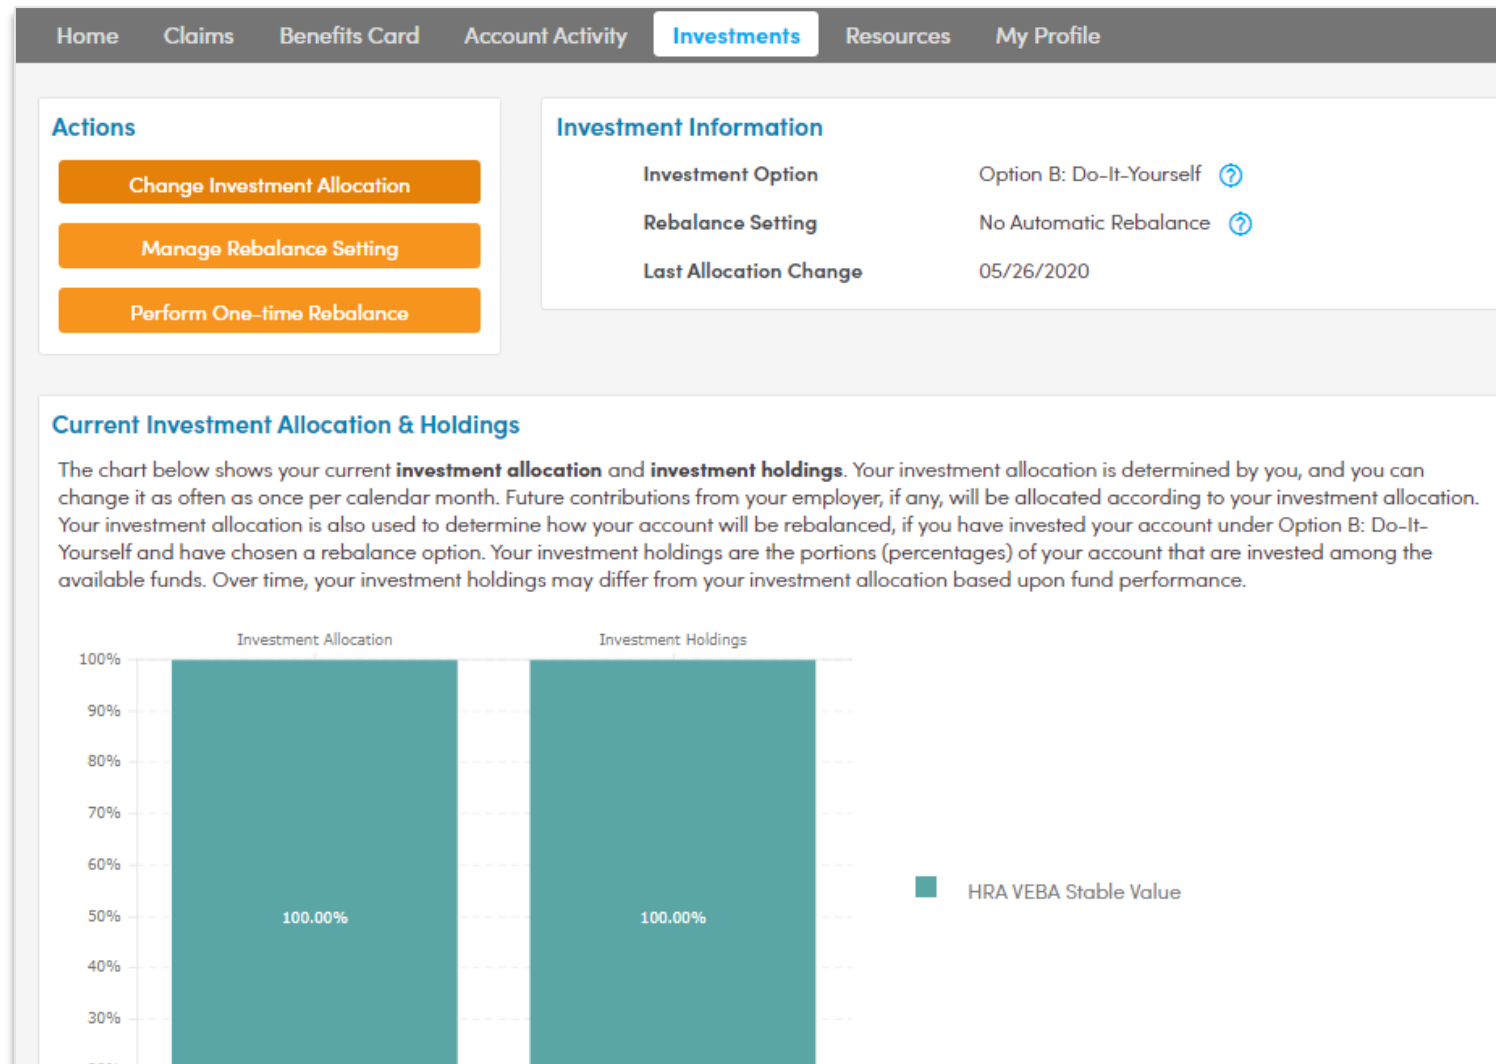 Home Claims Benefits Card Account Activity Investments Resources My Profile
Actions
Change Investment Allocation
Manage Rebalance Setting
Perform One-time Rebalance
Investment Information
Investment Option Option B: Do-It-Yourself ?
Rebalance Setting No Automatic Rebalance ?
Last Allocation Change 05/26/2020
Current Investment Allocation & Holdings
The chart below shows your current investment allocation and investment holdings. Your investment allocation is determined by you, and you can
change it as often as once per calendar month. Future contributions from your employer, if any, will be allocated according to your investment allocation.
Your investment allocation is also used to determine how your account will be rebalanced, if you have invested your account under Option B: Do-It-
Yourself and have chosen a rebalance option. Your investment holdings are the portions (percentages) of your account that are invested among the
available funds. Over time, your investment holdings may differ from your investment allocation based upon fund performance.
Investment Allocation Investment Holdings
100%
90%
80%
70%
60%
50%
40%
30%
100.00% 100.00%
HRA VEBA Stable Value